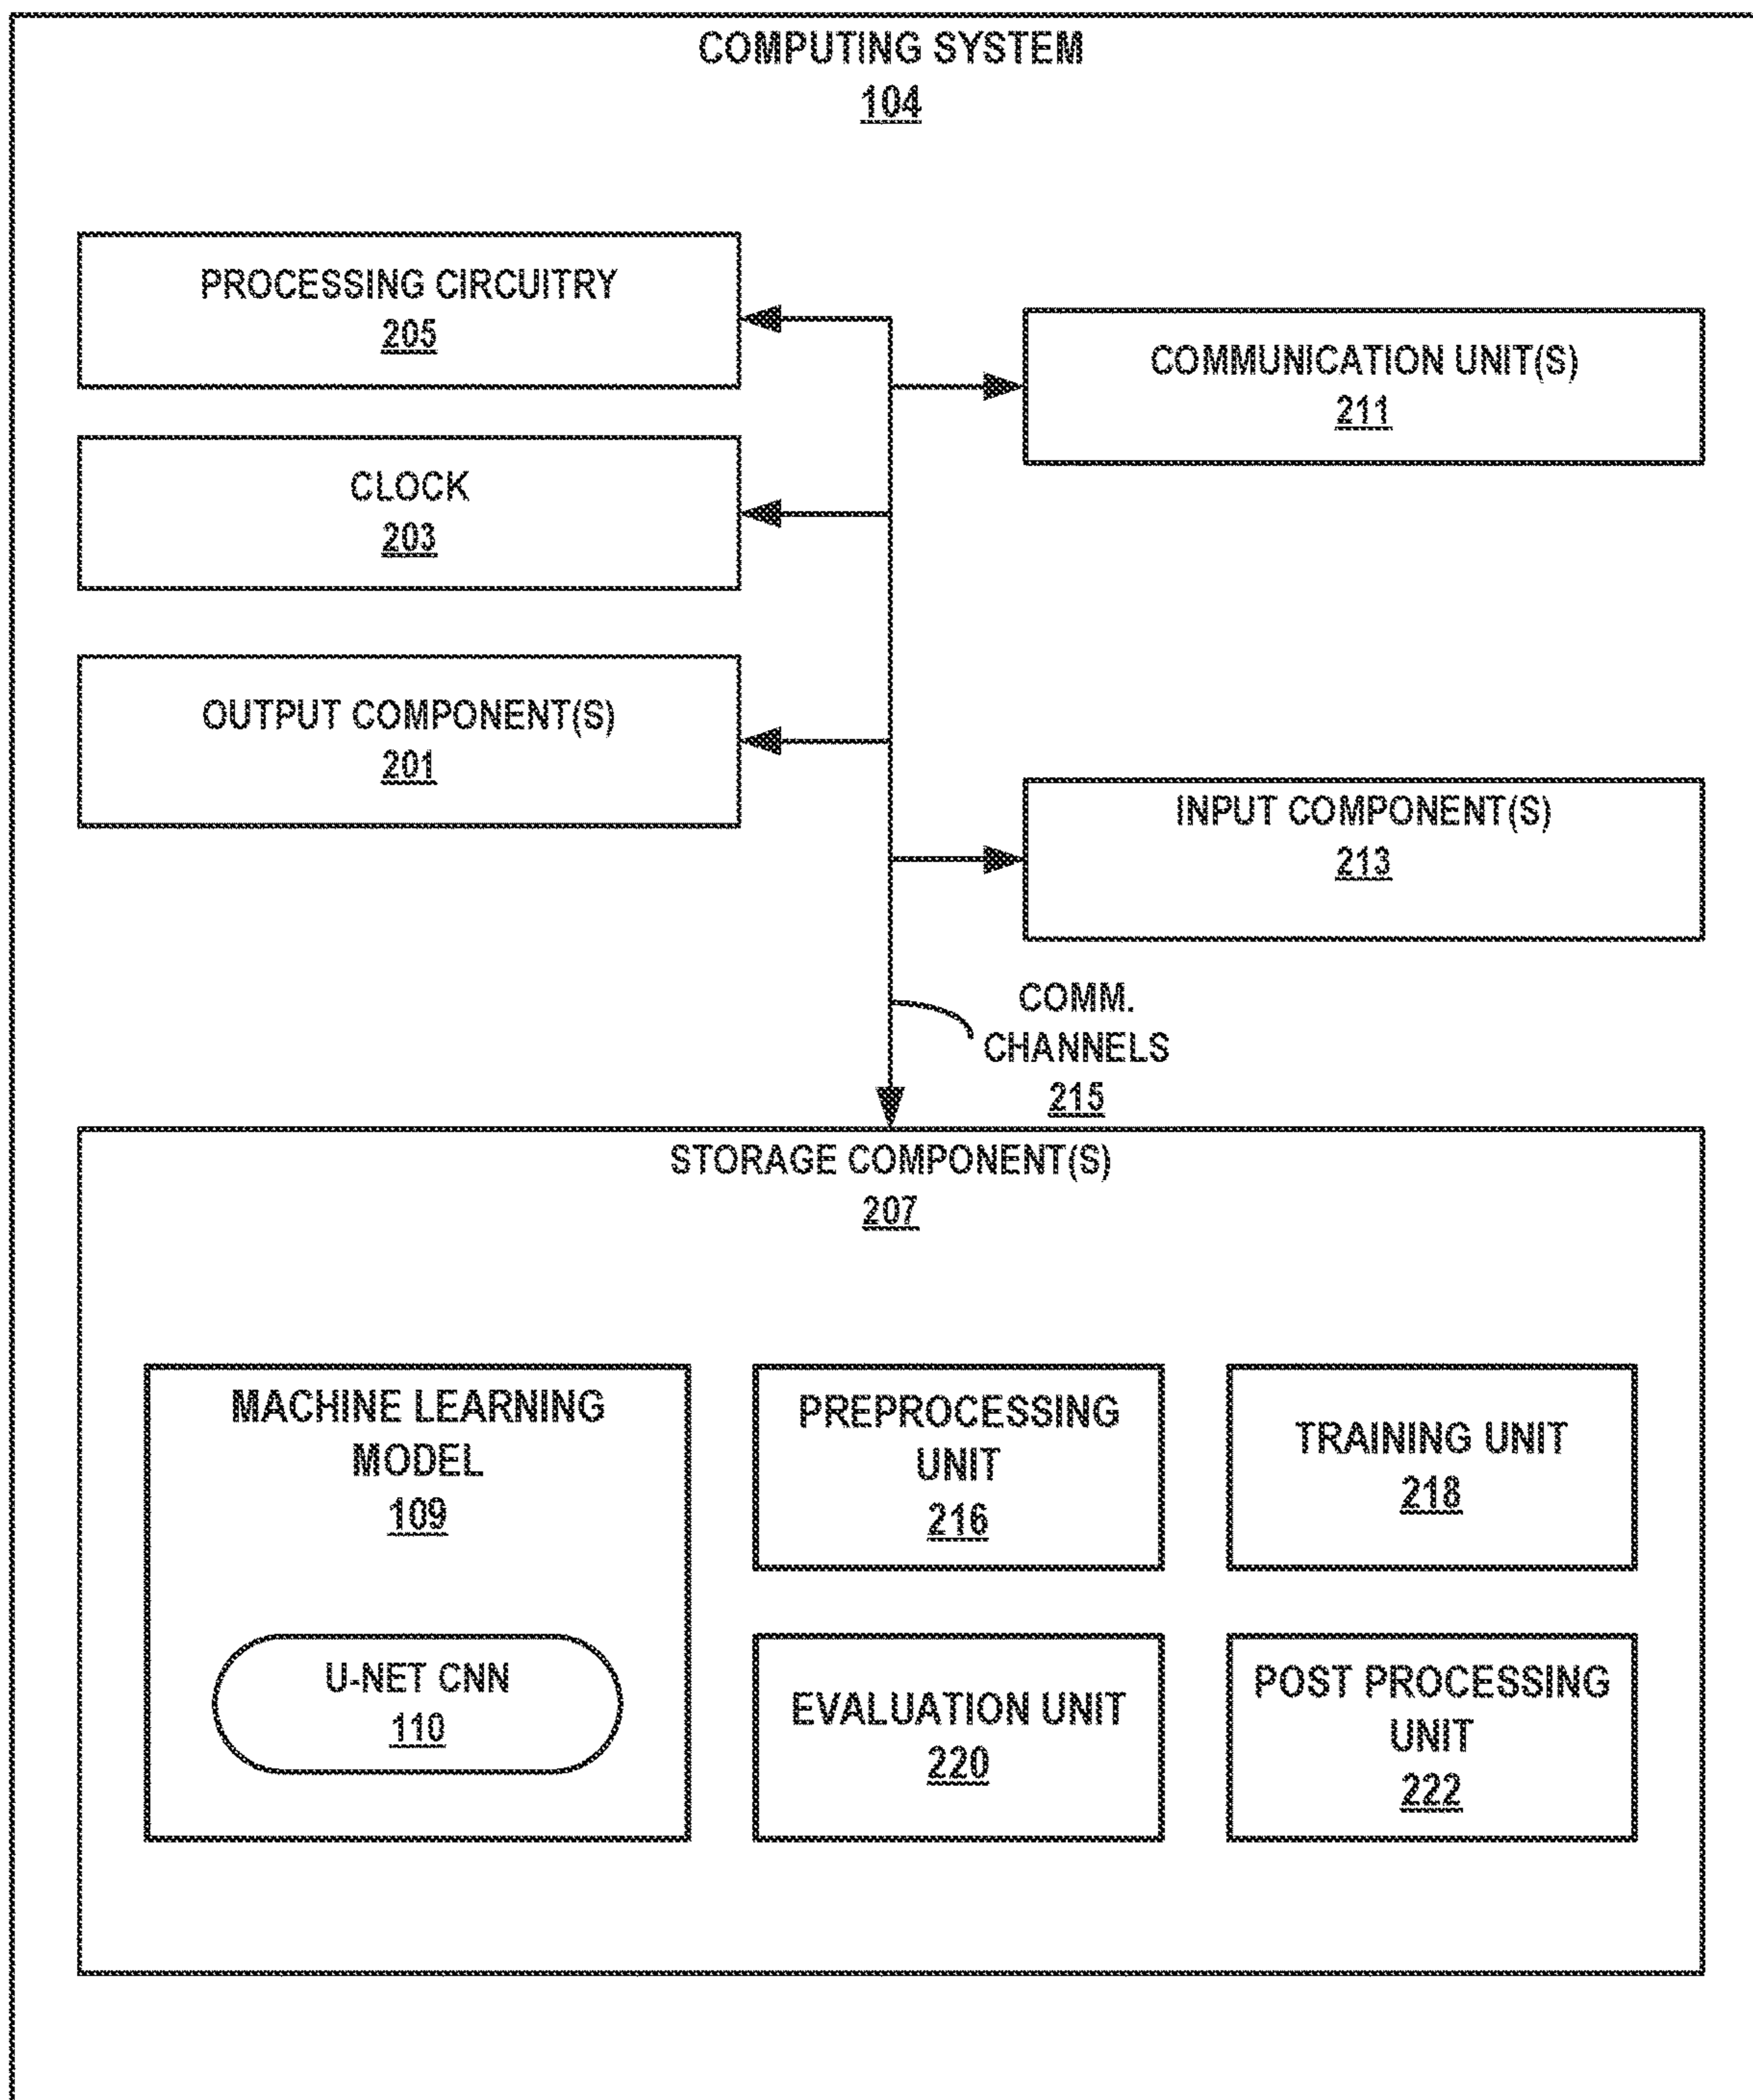 COMPUTING SYSTEM
104
PROCESSING CIRCUITRY
205
COMMUNICATION UNIT(S)
211
CLOCK
203
OUTPUT COMPONENT(S)
201
INPUT COMPONENT(S)
213
COMM.
CHANNELS
215
STORAGE COMPONENT(S)
207
MACHINE LEARNING
MODEL
109
U-NET CNN
110
PREPROCESSING
UNIT
216
TRAINING UNIT
218
EVALUATION UNIT
220
POST PROCESSING
UNIT
222